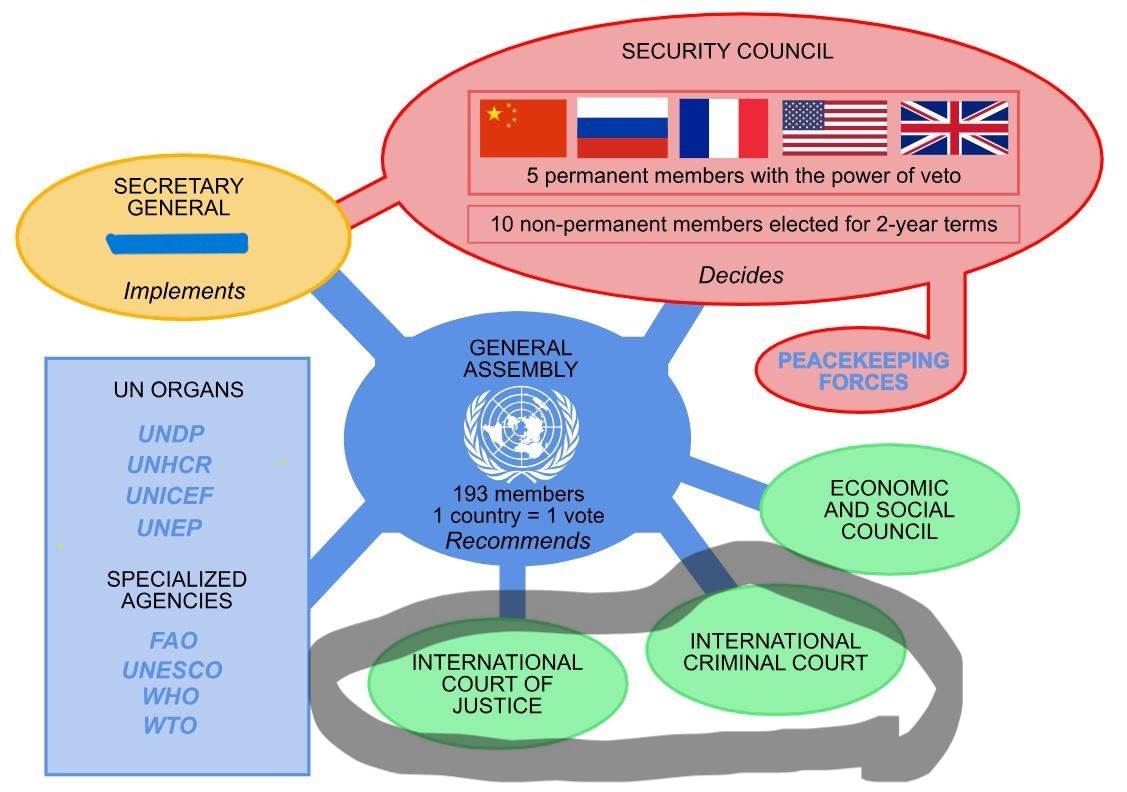 SECURITY COUNCIL
5 permanent members with the power of veto
10 non-permanent members elected for 2-year terms
Decides
SECRETARY
GENERAL
Implements
PEACEKEEPING
FORCES
GENERAL
ASSEMBLY
193 members
1 country = 1 vote
Recommends
UN ORGANS
UNDP
UNHCR
UNICEF
UNEP
SPECIALIZED
AGENCIES
FAO
UNESCO
WHO
WTO
ECONOMIC
AND SOCIAL
COUNCIL
INTERNATIONAL
COURT OF
JUSTICE
INTERNATIONAL
CRIMINAL COURT